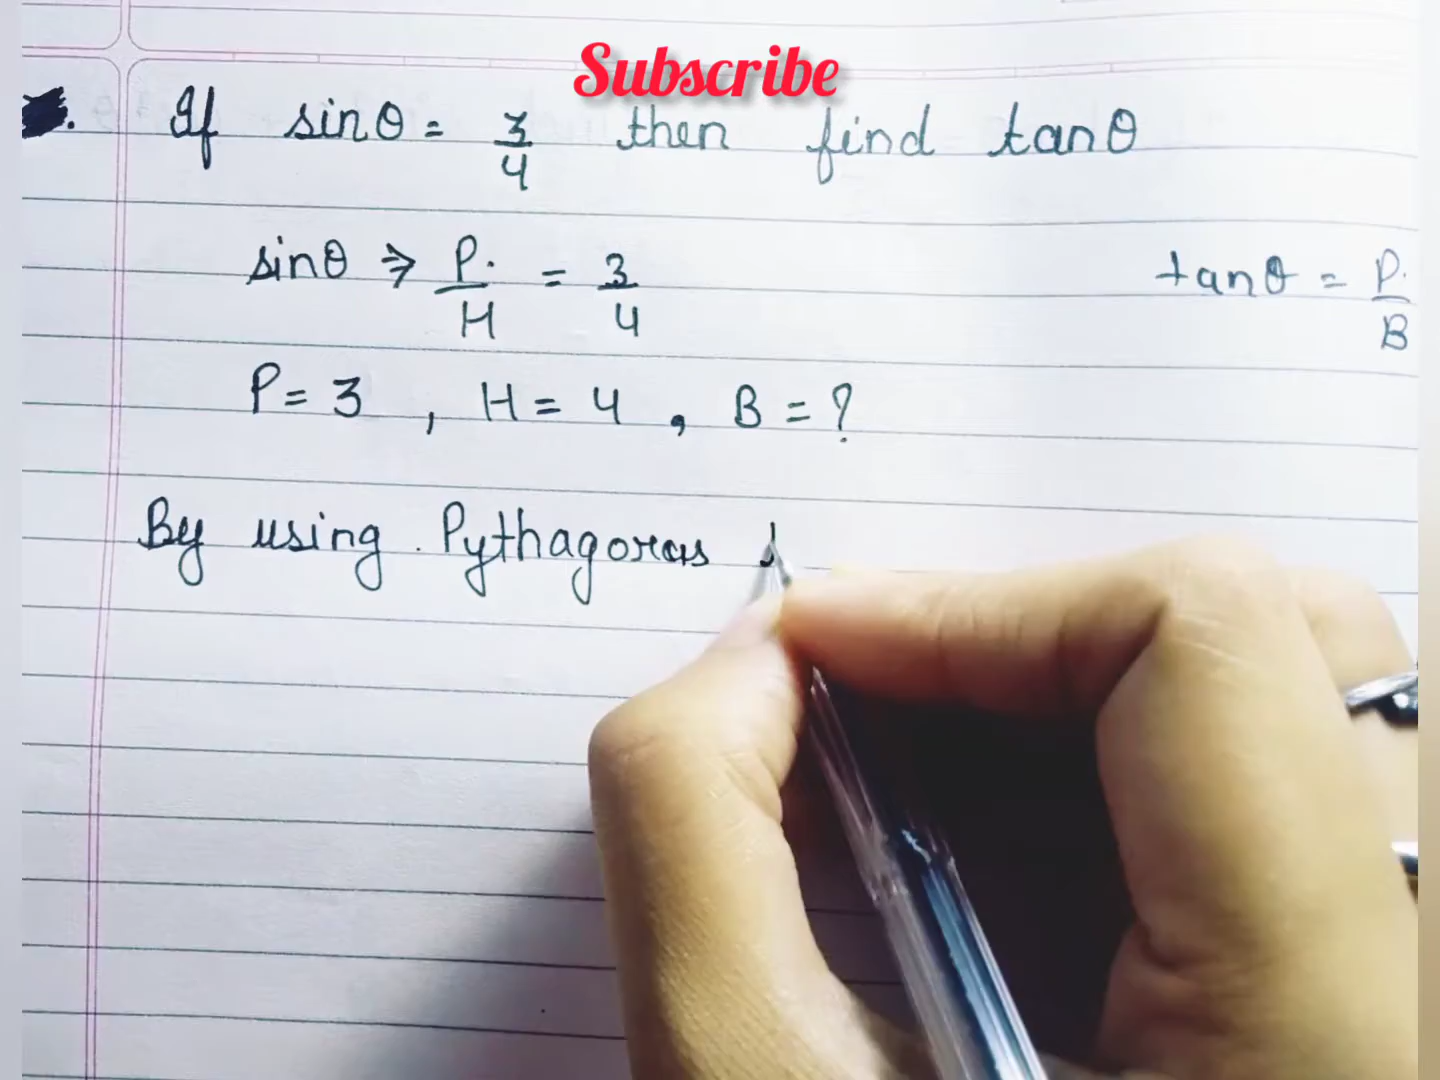 Subscribe
If sinθ = 3/4 then find tanθ
sinθ ⇒ P/H = 3/4
tanθ = P/B
P = 3 , H = 4 , B = ?
By using Pythagoras